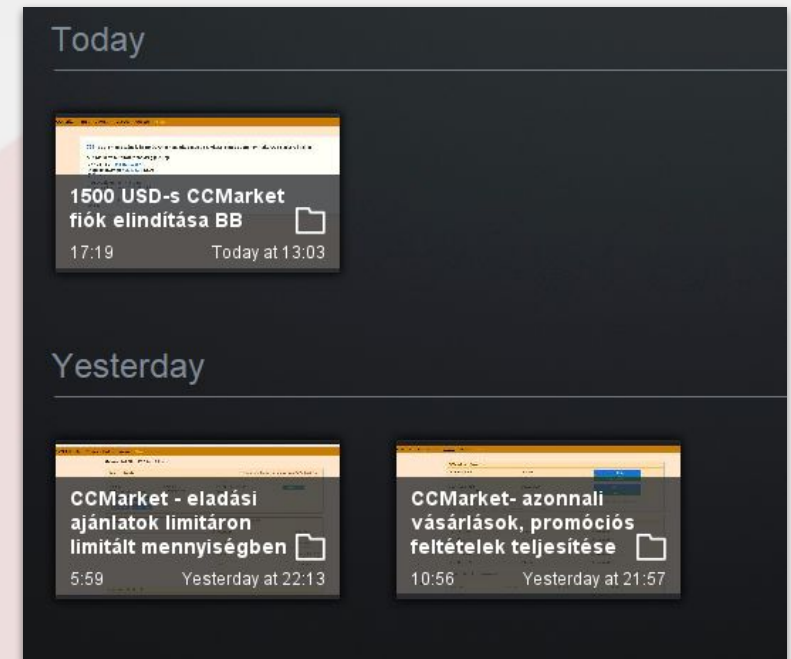 Today
1500 USD-s CCMarket
fiók elindítása BB
17:19 Today at 13:03
Yesterday
CCMarket - eladási
ajánlatok limitáron
limitált mennyiségben
5:59 Yesterday at 22:13
CCMarket- azonnali
vásárlások, promóciós
feltételek teljesítése
10:56 Yesterday at 21:57